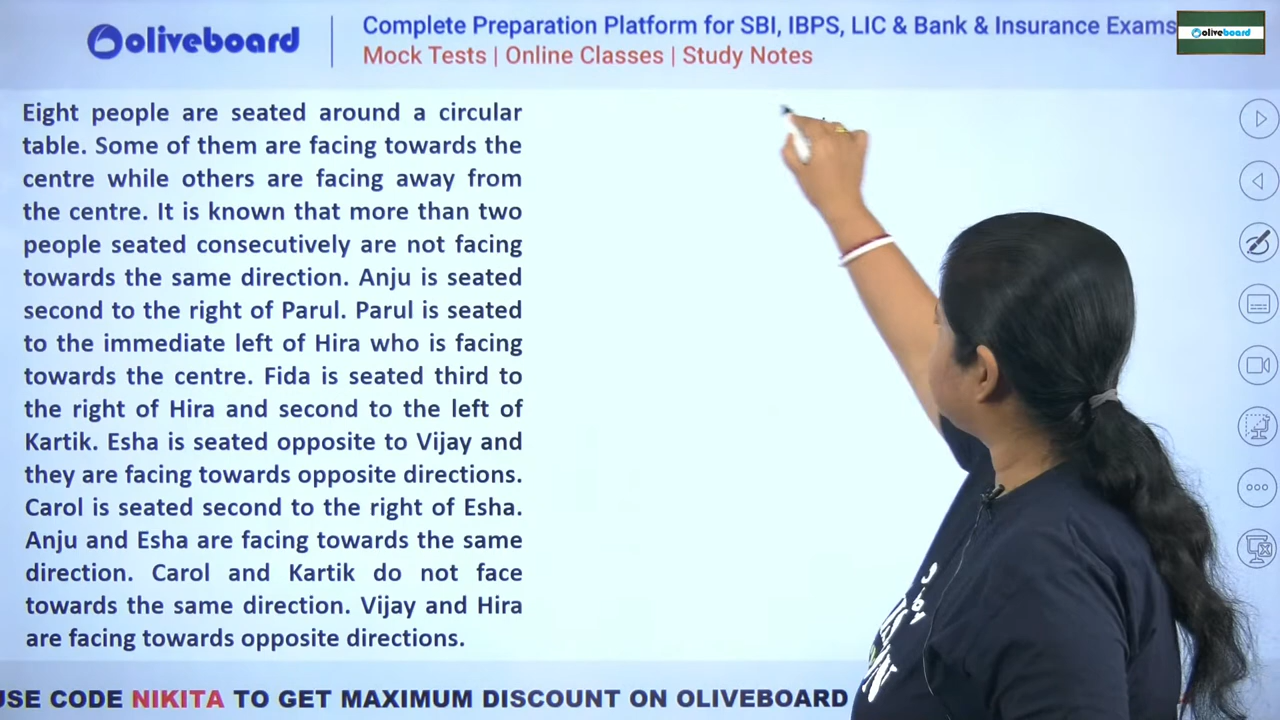 oliveboard
Complete Preparation Platform for SBI, IBPS, LIC & Bank & Insurance Exams
Mock Tests | Online Classes | Study Notes
oliveboard
Eight people are seated around a circular
table. Some of them are facing towards the
centre while others are facing away from
the centre. It is known that more than two
people seated consecutively are not facing
towards the same direction. Anju is seated
second to the right of Parul. Parul is seated
to the immediate left of Hira who is facing
towards the centre. Fida is seated third to
the right of Hira and second to the left of
Kartik. Esha is seated opposite to Vijay and
they are facing towards opposite directions.
Carol is seated second to the right of Esha.
Anju and Esha are facing towards the same
direction. Carol and Kartik do not face
towards the same direction. Vijay and Hira
are facing towards opposite directions.
USE CODE NIKITA TO GET MAXIMUM DISCOUNT ON OLIVEBOARD